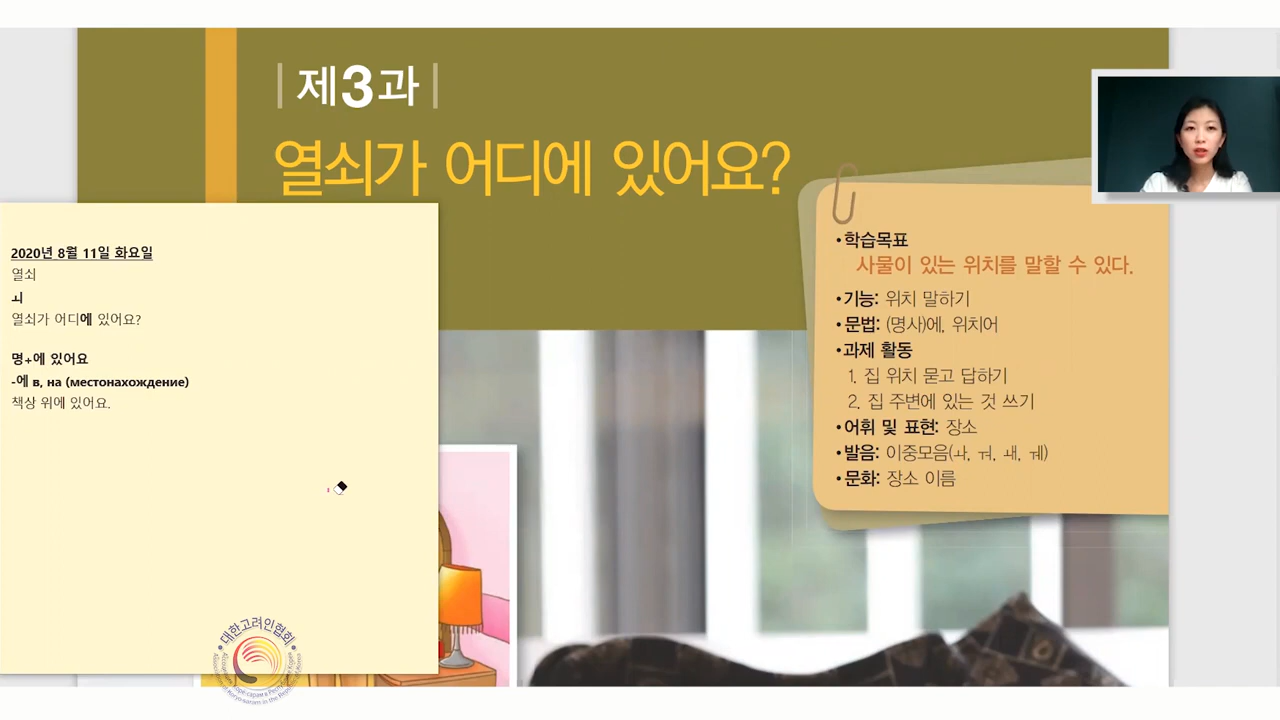 제3과
열쇠가 어디에 있어요?
2020년 8월 11일 화요일
열쇠
ㅚ
열쇠가 어디에 있어요?
명+에 있어요
-에 в, на (местонахождение)
책상 위에 있어요.
•학습목표
사물이 있는 위치를 말할 수 있다.
•기능: 위치 말하기
•문법: (명사)에, 위치어
•과제 활동
1. 집 위치 묻고 답하기
2. 집 주변에 있는 것 쓰기
•어휘 및 표현: 장소
•발음: 이중모음(ㅘ, ㅝ, ㅙ, ㅞ)
•문화: 장소 이름
대한고려인협회